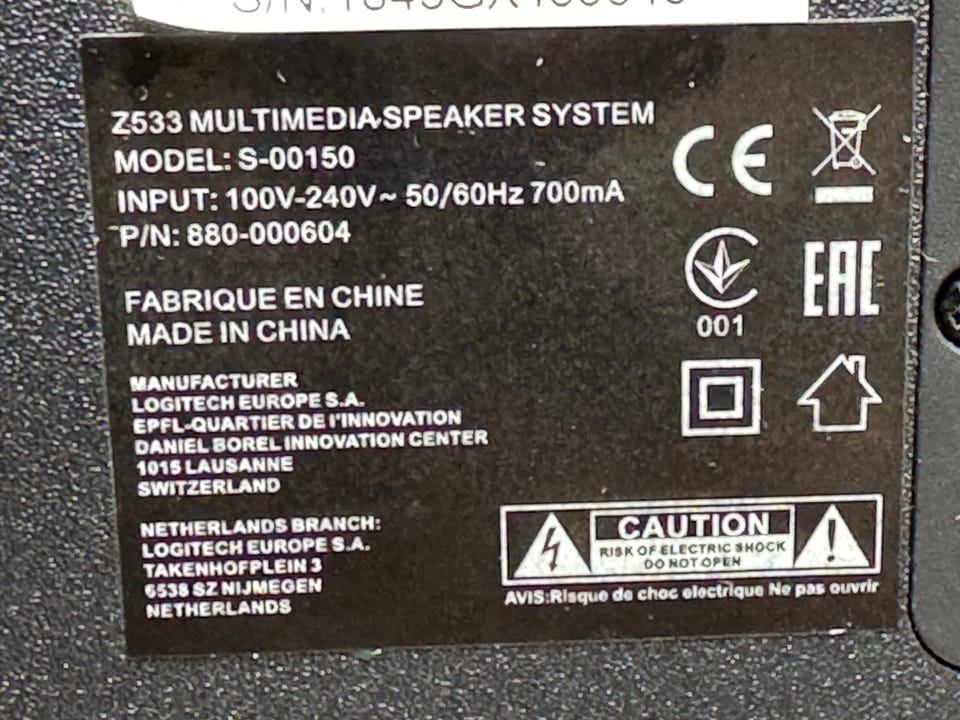 Z533 MULTIMEDIA SPEAKER SYSTEM
MODEL: S-00150
INPUT: 100V-240V~ 50/60Hz 700mA
P/N: 880-000604
CE
001
EAC
FABRIQUE EN CHINE
MADE IN CHINA
MANUFACTURER
LOGITECH EUROPE S.A.
EPFL-QUARTIER DE l'INNOVATION
DANIEL BOREL INNOVATION CENTER
1015 LAUSANNE
SWITZERLAND
NETHERLANDS BRANCH:
LOGITECH EUROPE S.A.
TAKENHOFPLEIN 3
6538 SZ NIJMEGEN
NETHERLANDS
CAUTION
RISK OF ELECTRIC SHOCK
DO NOT OPEN
AVIS:Risque de choc electrique Ne pas ouvrir